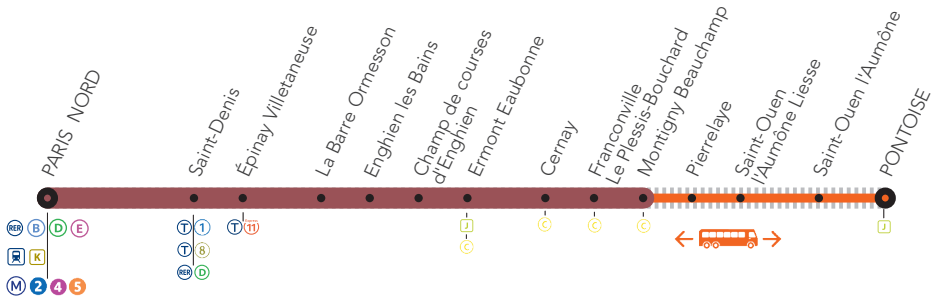 PARIS NORD
Saint-Denis
Épinay Villetaneuse
La Barre Ormesson
Enghien les Bains
Champ de courses
d'Enghien
Ermont Eaubonne
Cernay
Franconville
Le Plessis-Bouchard
Montigny Beauchamp
Pierrelaye
Saint-Ouen
l'Aumône Liesse
Saint-Ouen l'Aumône
PONTOISE
RER B D E
K
M 2 4 5
T 1
T 8
RER D
T 11
J
C
C
C
C
J